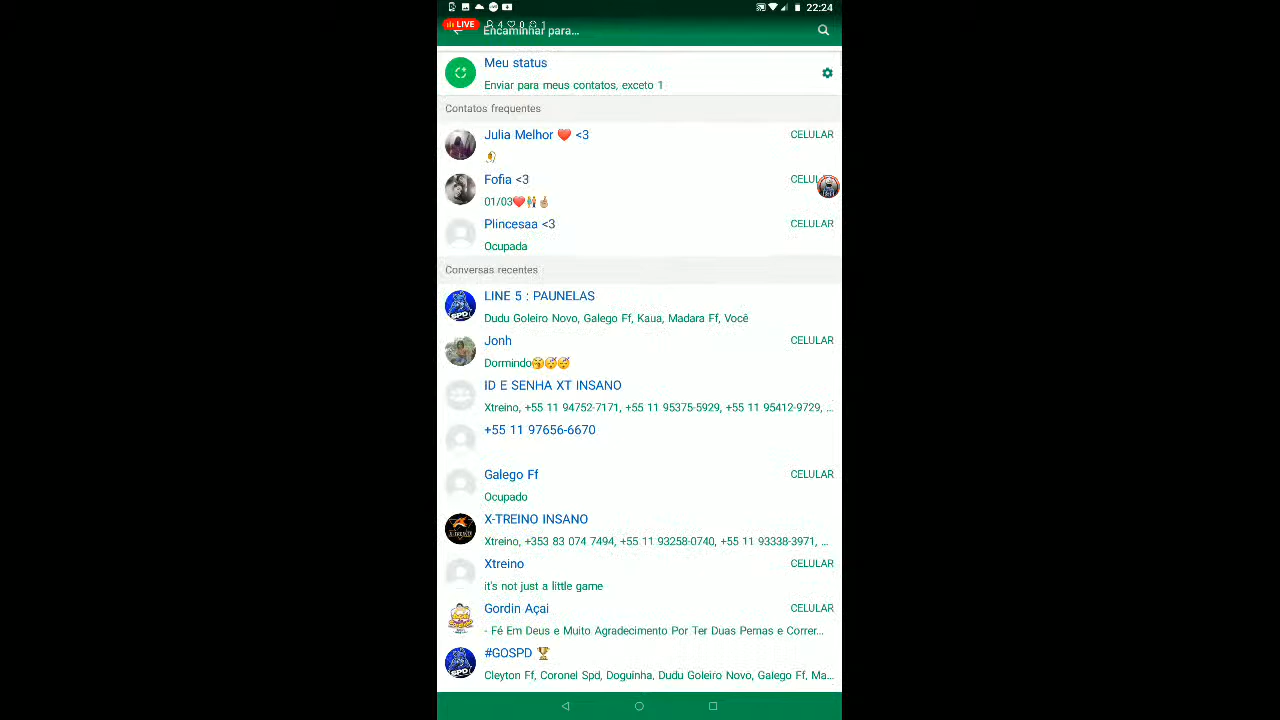 22:24
LIVE 4 0 1
Encaminhar para...
Meu status
Enviar para meus contatos, exceto 1
Contatos frequentes
Julia Melhor ❤️ <3
CELULAR
Fofia <3
01/03❤️👫☝🏼
Plincesaa <3
CELULAR
Ocupada
Conversas recentes
LINE 5 : PAUNELAS
Dudu Goleiro Novo, Galego Ff, Kaua, Madara Ff, Você
Jonh
CELULAR
Dormindo🤭😴😴
ID E SENHA XT INSANO
Xtreino, +55 11 94752-7171, +55 11 95375-5929, +55 11 95412-9729, ...
+55 11 97656-6670
Galego Ff
CELULAR
Ocupado
X-TREINO INSANO
Xtreino, +353 83 074 7494, +55 11 93258-0740, +55 11 93338-3971, ...
Xtreino
CELULAR
it's not just a little game
Gordin Açai
CELULAR
- Fé Em Deus e Muito Agradecimento Por Ter Duas Pernas e Correr...
#GOSPD 🏆
Cleyton Ff, Coronel Spd, Doguinha, Dudu Goleiro Novo, Galego Ff, Ma...